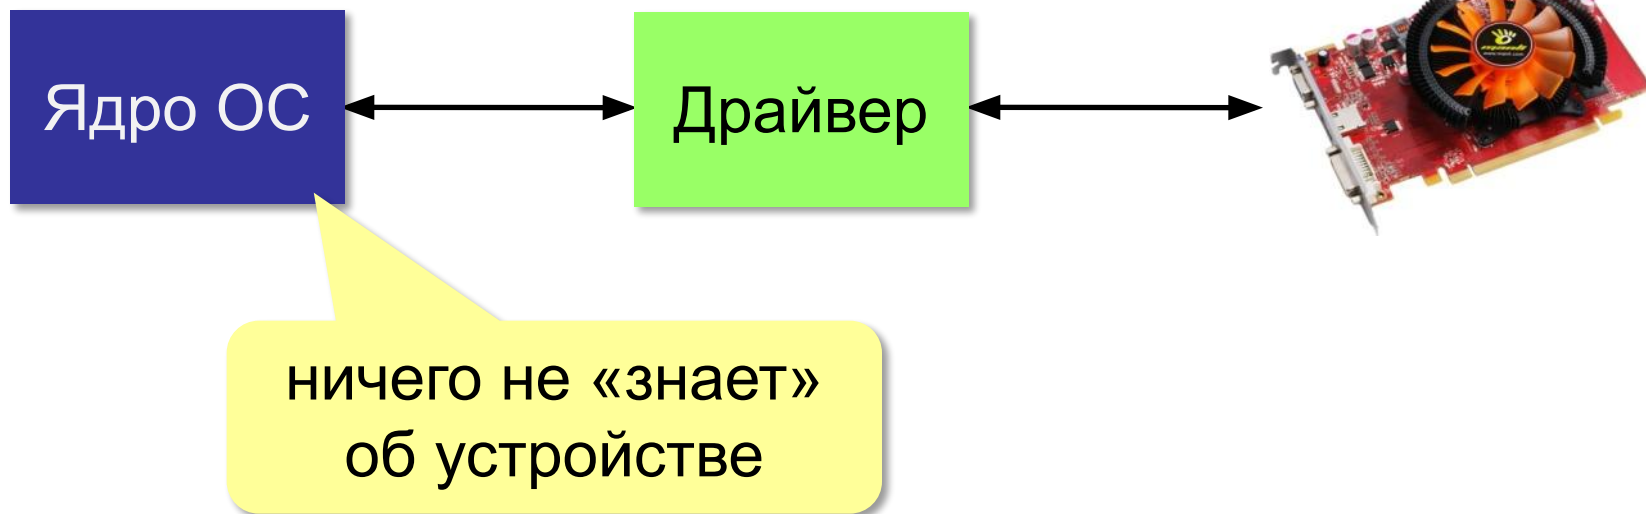 Ядро ОС
Драйвер
ничего не «знает»
об устройстве